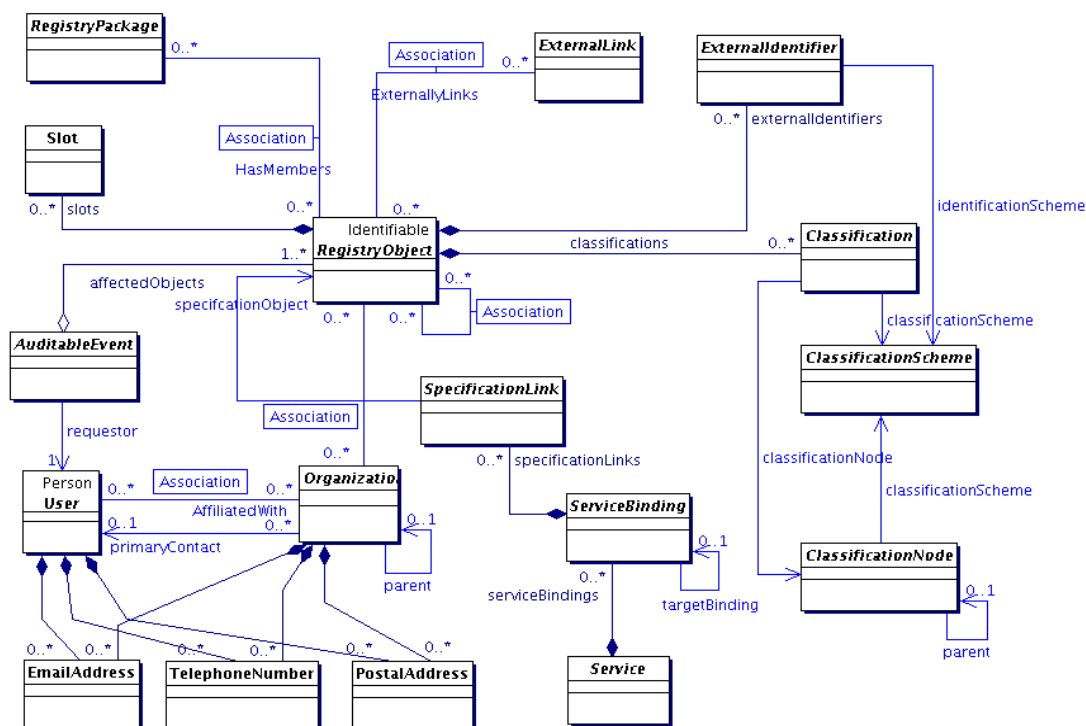 RegistryPackage
0..*
Association
ExternallyLinks
0..*
ExternalLink
ExternalIdentifier
0..* externalIdentifiers
Slot
0..* slots
Association
HasMembers
0..*
0..*
identificationScheme
Identifiable
RegistryObject
classifications
0..*
Classification
1..*
affectedObjects
specifcationObject
0..*
0..*
0..*
Association
classificationScheme
AuditableEvent
ClassificationScheme
SpecificationLink
Association
requestor
1
0..*
0..* specificationLinks
classificationNode
classificationScheme
Person
User
0..*
Association
0..*
AffiliatedWith
0..1
0..*
primaryContact
Organization
0..1
parent
ServiceBinding
0..1
targetBinding
0..*
serviceBindings
ClassificationNode
0..1
parent
0..*
0..*
0..*
0..*
0..*
0..*
EmailAddress
TelephoneNumber
PostalAddress
Service